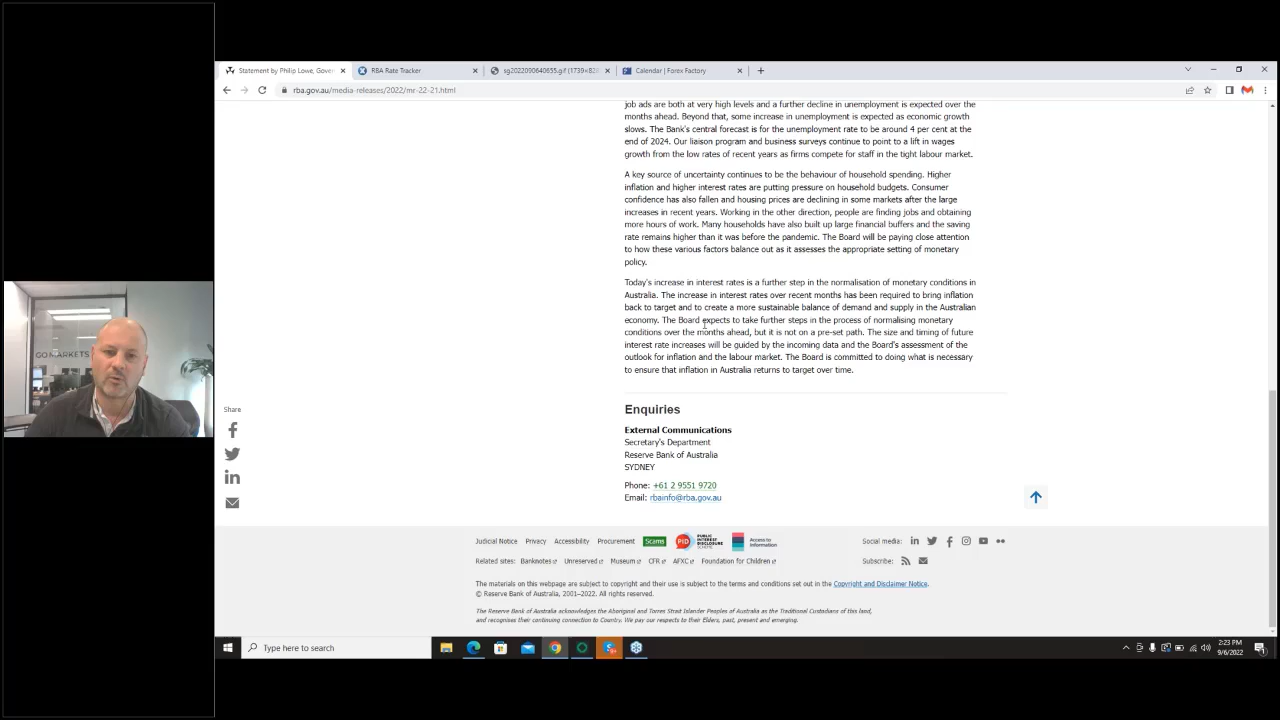 Statement by Philip Lowe, Gover
RBA Rate Tracker
sg2022090640655.gif (1739×82
Calendar | Forex Factory
rba.gov.au/media-releases/2022/mr-22-21.html
job ads are both at very high levels and a further decline in unemployment is expected over the
months ahead. Beyond that, some increase in unemployment is expected as economic growth
slows. The Bank's central forecast is for the unemployment rate to be around 4 per cent at the
end of 2024. Our liaison program and business surveys continue to point to a lift in wages
growth from the low rates of recent years as firms compete for staff in the tight labour market.
A key source of uncertainty continues to be the behaviour of household spending. Higher
inflation and higher interest rates are putting pressure on household budgets. Consumer
confidence has also fallen and housing prices are declining in some markets after the large
increases in recent years. Working in the other direction, people are finding jobs and obtaining
more hours of work. Many households have also built up large financial buffers and the saving
rate remains higher than it was before the pandemic. The Board will be paying close attention
to how these various factors balance out as it assesses the appropriate setting of monetary
policy.
Today's increase in interest rates is a further step in the normalisation of monetary conditions in
Australia. The increase in interest rates over recent months has been required to bring inflation
back to target and to create a more sustainable balance of demand and supply in the Australian
economy. The Board expects to take further steps in the process of normalising monetary
conditions over the months ahead, but it is not on a pre-set path. The size and timing of future
interest rate increases will be guided by the incoming data and the Board's assessment of the
outlook for inflation and the labour market. The Board is committed to doing what is necessary
to ensure that inflation in Australia returns to target over time.
GO MARKETS
Share
Enquiries
External Communications
Secretary's Department
Reserve Bank of Australia
SYDNEY
Phone: +61 2 9551 9720
Email: rbainfo@rba.gov.au
Judicial Notice Privacy Accessibility Procurement Scams PID PUBLIC INTEREST DISCLOSURE SCHEME Access to Information
Social media:
Related sites: Banknotes Unreserved Museum CFR AFXC Foundation for Children
Subscribe:
The materials on this webpage are subject to copyright and their use is subject to the terms and conditions set out in the Copyright and Disclaimer Notice.
© Reserve Bank of Australia, 2001–2022. All rights reserved.
The Reserve Bank of Australia acknowledges the Aboriginal and Torres Strait Islander Peoples of Australia as the Traditional Custodians of this land,
and recognises their continuing connection to Country. We pay our respects to their Elders, past, present and emerging.
Type here to search
2:23 PM
9/6/2022